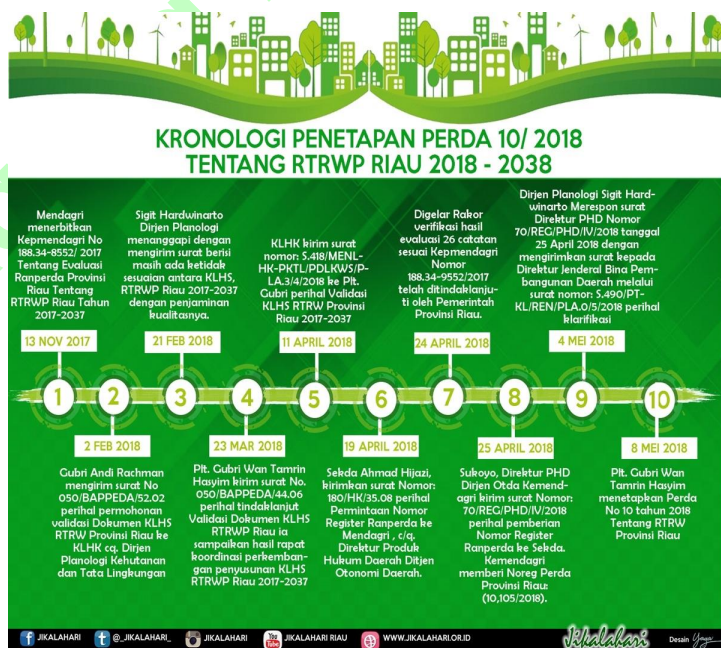 KRONOLOGI PENETAPAN PERDA 10/ 2018
TENTANG RTRWP RIAU 2018 - 2038
Mendagri
menerbitkan
Kepmendagri No
188.34-8552/ 2017
Tentang Evaluasi
Ranperda Provinsi
Riau Tentang
RTRWP Riau Tahun
2017-2037
13 NOV 2017
1
2
2 FEB 2018
Gubri Andi Rachman
mengirim surat No
050/BAPPEDA/52.02
perihal permohonan
validasi Dokumen KLHS
RTRW Provinsi Riau ke
KLHK cq. Dirjen
Planologi Kehutanan
dan Tata Lingkungan
Sigit Hardwinarto
Dirjen Planologi
menanggapi dengan
mengirim surat berisi
masih ada ketidak
sesuaian antara KLHS,
RTRWP Riau 2017-2037
dengan penjaminan
kualitasnya.
21 FEB 2018
3
4
23 MAR 2018
Plt. Gubri Wan Tamrin
Hasyim kirim surat No.
050/BAPPEDA/44.06
perihal tindaklanjut
Validasi Dokumen KLHS
RTRWP Riau ia
sampaikan hasil rapat
koordinasi perkemban-
gan penyusunan KLHS
RTRWP Riau 2017-2037
KLHK kirim surat
nomor: S.418/MENL-
HK-PKTL/PDLKWS/P-
LA.3/4/2018 ke Plt.
Gubri perihal Validasi
KLHS RTRW Provinsi
Riau 2017-2037
11 APRIL 2018
5
6
19 APRIL 2018
Sekda Ahmad Hijazi,
kirimkan surat Nomor:
180/HK/35.08 perihal
Permintaan Nomor
Register Ranperda ke
Mendagri , c/q.
Direktur Produk
Hukum Daerah Ditjen
Otonomi Daerah.
Digelar Rakor
verifikasi hasil
evaluasi 26 catatan
sesuai Kepmendagri
Nomor
188.34-9552/2017
telah ditindaklanju-
ti oleh Pemerintah
Provinsi Riau.
24 APRIL 2018
7
8
25 APRIL 2018
Sukoyo, Direktur PHD
Dirjen Otda Kemend-
agri kirim surat Nomor:
70/REG/PHD/IV/2018
perihal pemberian
Nomor Register
Ranperda ke Sekda.
Kemendagri
memberi Noreg Perda
Provinsi Riau:
(10,105/2018).
Dirjen Planologi Sigit Hard-
winarto Merespon surat
Direktur PHD Nomor
70/REG/PHD/IV/2018 tanggal
25 April 2018 dengan
mengirimkan surat kepada
Direktur Jenderal Bina Pem-
bangunan Daerah melalui
surat nomor: S.490/PT-
KL/REN/PLA.0/5/2018 perihal
klarifikasi
4 MEI 2018
9
10
8 MEI 2018
Plt. Gubri Wan
Tamrin Hasyim
menetapkan Perda
No 10 tahun 2018
Tentang RTRW
Provinsi Riau
JIKALAHARI
@_JIKALAHARI_
JIKALAHARI
You Tube
JIKALAHARI RIAU
WWW.JIKALAHARI.OR.ID
Jikalahari
Desain